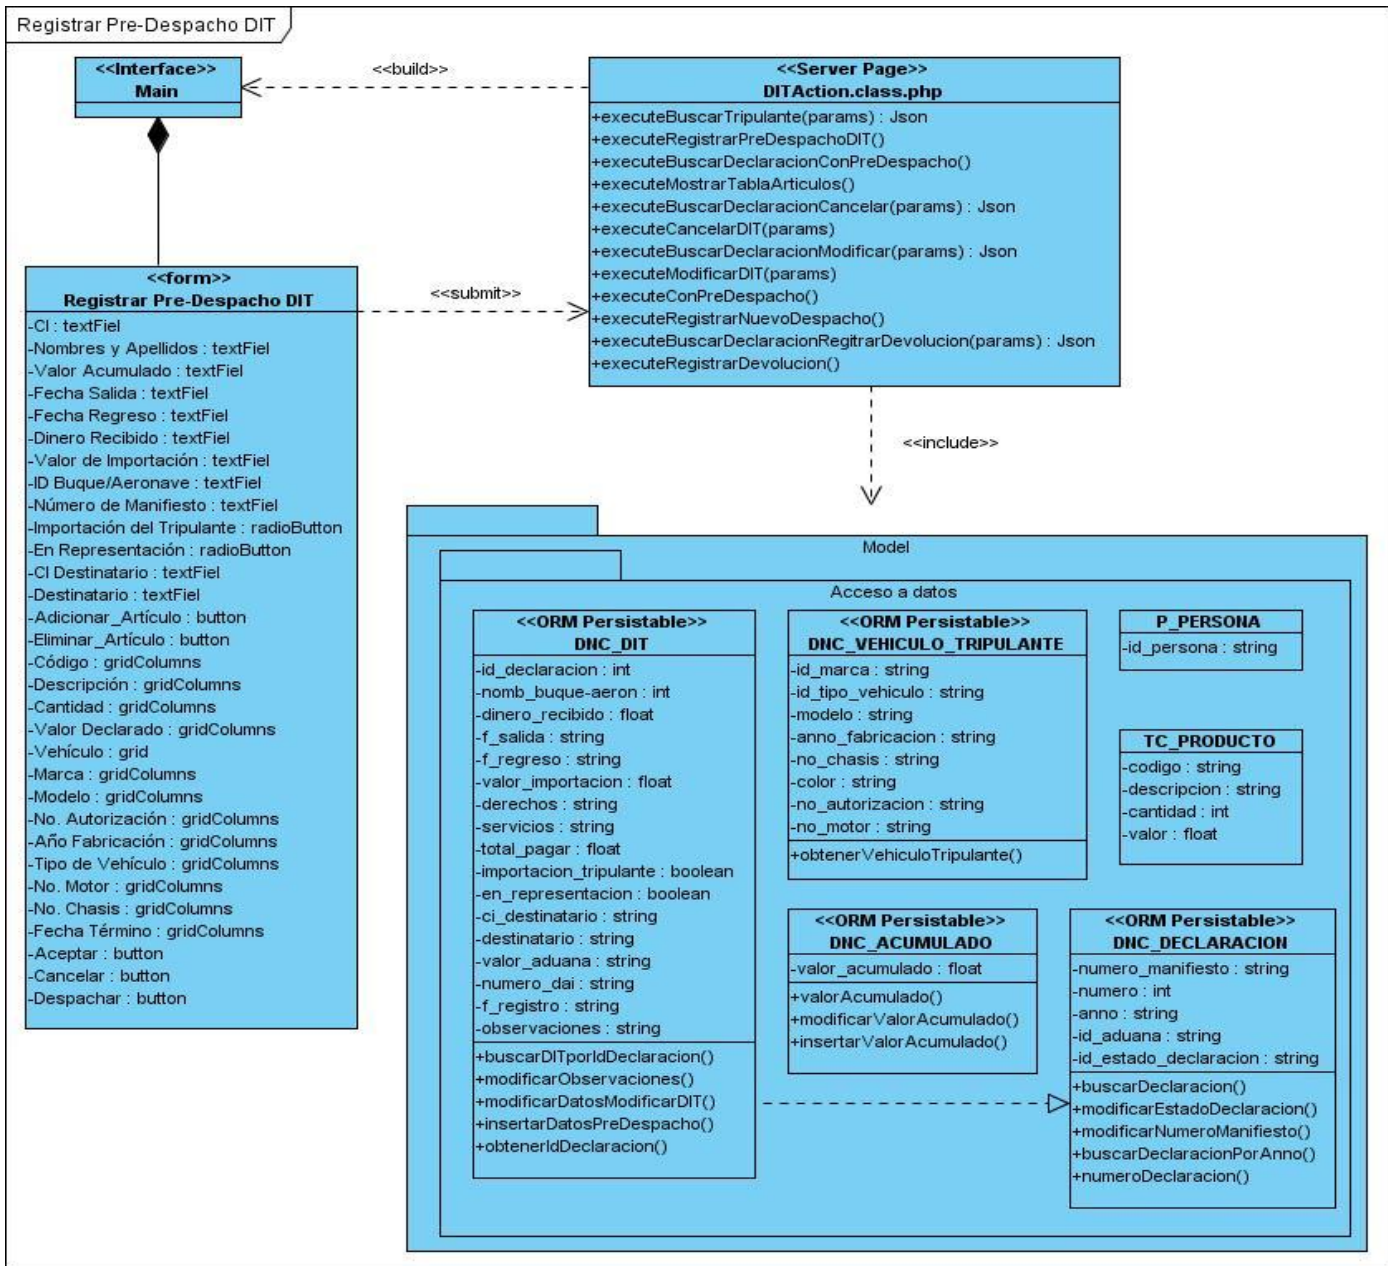 Registrar Pre-Despacho DIT
<<Interface>>
Main
<<build>>
<<Server Page>>
DITAction.class.php
+executeBuscarTripulante(params) : Json
+executeRegistrarPreDespachoDIT()
+executeBuscarDeclaracionConPreDespacho()
+executeMostrarTablaArticulos()
+executeBuscarDeclaracionCancelar(params) : Json
+executeCancelarDIT(params)
+executeBuscarDeclaracionModificar(params) : Json
+executeModificarDIT(params)
+executeConPreDespacho()
+executeRegistrarNuevoDespacho()
+executeBuscarDeclaracionRegitrarDevolucion(params) : Json
+executeRegistrarDevolucion()
<<form>>
Registrar Pre-Despacho DIT
-CI : textFiel
-Nombres y Apellidos : textFiel
-Valor Acumulado : textFiel
-Fecha Salida : textFiel
-Fecha Regreso : textFiel
-Dinero Recibido : textFiel
-Valor de Importación : textFiel
-ID Buque/Aeronave : textFiel
-Número de Manifiesto : textFiel
-Importación del Tripulante : radioButton
-En Representación : radioButton
-CI Destinatario : textFiel
-Destinatario : textFiel
-Adicionar_Artículo : button
-Eliminar_Artículo : button
-Código : gridColumns
-Descripción : gridColumns
-Cantidad : gridColumns
-Valor Declarado : gridColumns
-Vehículo : grid
-Marca : gridColumns
-Modelo : gridColumns
-No. Autorización : gridColumns
-Año Fabricación : gridColumns
-Tipo de Vehículo : gridColumns
-No. Motor : gridColumns
-No. Chasis : gridColumns
-Fecha Término : gridColumns
-Aceptar : button
-Cancelar : button
-Despachar : button
<<submit>>
<<include>>
Model
Acceso a datos
<<ORM Persistable>>
DNC_DIT
-id_declaracion : int
-nomb_buque-aeron : int
-dinero_recibido : float
-f_salida : string
-f_regreso : string
-valor_importacion : float
-derechos : string
-servicios : string
-total_pagar : float
-importacion_tripulante : boolean
-en_representacion : boolean
-ci_destinatario : string
-destinatario : string
-valor_aduana : string
-numero_dai : string
-f_registro : string
-observaciones : string
+buscarDITporIdDeclaracion()
+modificarObservaciones()
+modificarDatosModificarDIT()
+insertarDatosPreDespacho()
+obtenerIdDeclaracion()
<<ORM Persistable>>
DNC_VEHICULO_TRIPULANTE
-id_marca : string
-id_tipo_vehiculo : string
-modelo : string
-anno_fabricacion : string
-no_chasis : string
-color : string
-no_autorizacion : string
-no_motor : string
+obtenerVehiculoTripulante()
P_PERSONA
-id_persona : string
TC_PRODUCTO
-codigo : string
-descripcion : string
-cantidad : int
-valor : float
<<ORM Persistable>>
DNC_ACUMULADO
-valor_acumulado : float
+valorAcumulado()
+modificarValorAcumulado()
+insertarValorAcumulado()
<<ORM Persistable>>
DNC_DECLARACION
-numero_manifiesto : string
-numero : int
-anno : string
-id_aduana : string
-id_estado_declaracion : string
+buscarDeclaracion()
+modificarEstadoDeclaracion()
+modificarNumeroManifiesto()
+buscarDeclaracionPorAnno()
+numeroDeclaracion()